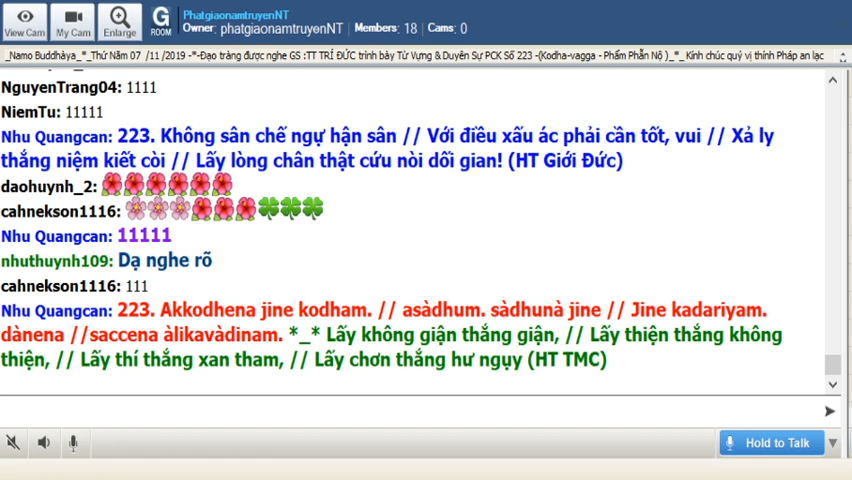 View Cam
My Cam
Enlarge
G
ROOM
PhatgiaonamtruyenNT
Owner: phatgiaonamtruyenNT Members: 18 Cams: 0
_Namo Buddhàya_*_Thứ Năm 07 /11 /2019 -*-Đạo tràng được nghe GS :TT TRÍ ĐỨC trình bày Từ Vựng & Duyên Sự PCK Số 223 -(Kodha-vagga - Phẩm Phẫn Nộ )_*_ Kính chúc quý vị thính Pháp an lạc
NguyenTrang04: 1111
NiemTu: 11111
Nhu Quangcan: 223. Không sân chế ngự hận sân // Với điều xấu ác phải cần tốt, vui // Xả ly
thắng niệm kiết còi // Lấy lòng chân thật cứu nòi dối gian! (HT Giới Đức)
daohuynh_2:
cahnekson1116:
Nhu Quangcan: 11111
nhuthuynh109: Dạ nghe rõ
cahnekson1116: 111
Nhu Quangcan: 223. Akkodhena jine kodham. // asàdhum. sàdhunà jine // Jine kadariyam.
dànena //saccena àlikavàdinam. *_* Lấy không giận thắng giận, // Lấy thiện thắng không
thiện, // Lấy thí thắng xan tham, // Lấy chơn thắng hư ngụy (HT TMC)
Hold to Talk